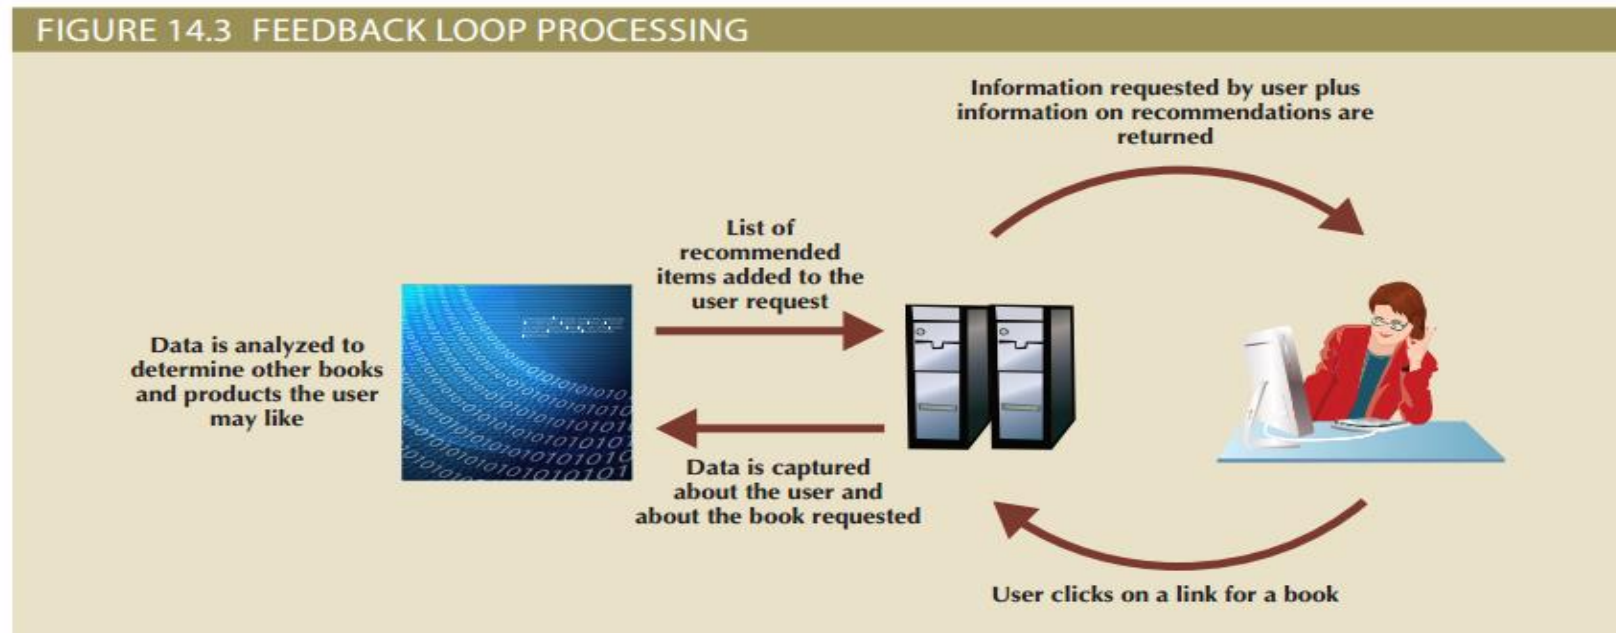 FIGURE 14.3 FEEDBACK LOOP PROCESSING
Information requested by user plus
information on recommendations are
returned
List of
recommended
items added to the
user request
Data is analyzed to
determine other books
and products the user
may like
Data is captured
about the user and
about the book requested
User clicks on a link for a book